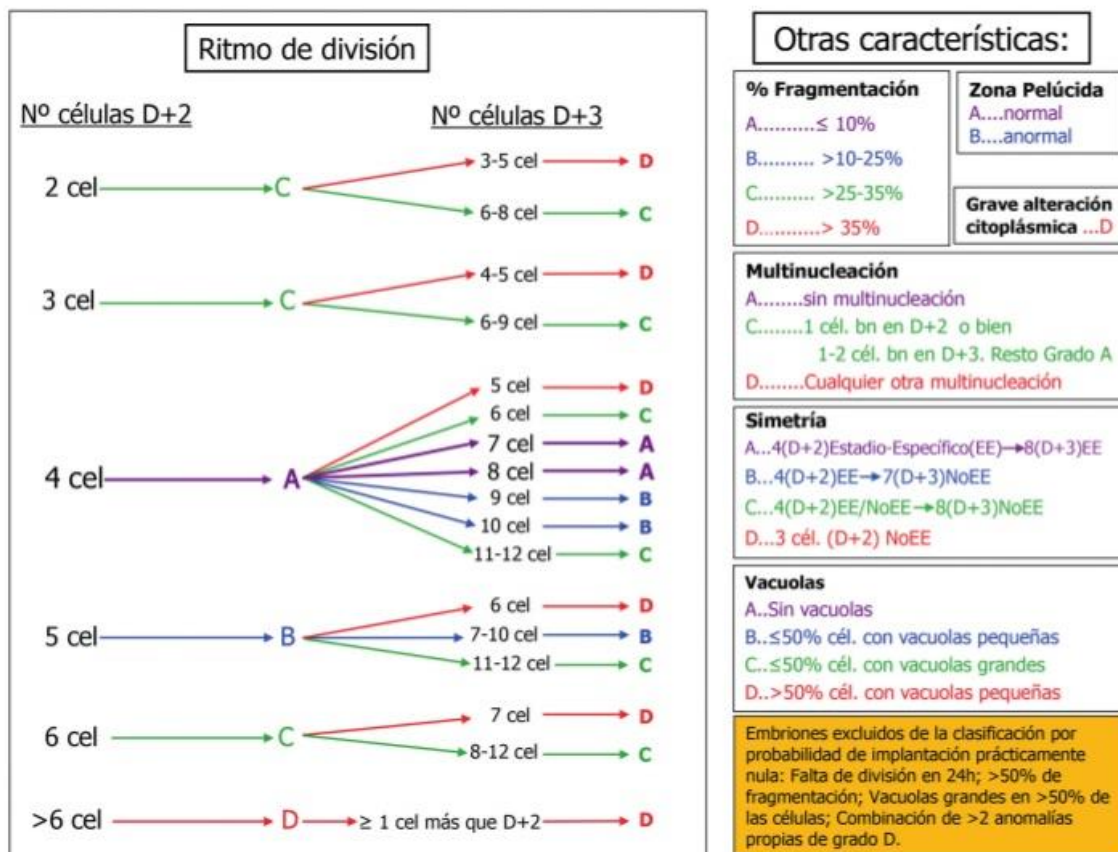 Ritmo de división
Nº células D+2 Nº células D+3
2 cel C 3-5 cel D
6-8 cel C
3 cel C 4-5 cel D
6-9 cel C
4 cel A 5 cel D
6 cel C
7 cel A
8 cel A
9 cel B
10 cel B
11-12 cel C
5 cel B 6 cel D
7-10 cel B
11-12 cel C
6 cel C 7 cel D
8-12 cel C
>6 cel D ≥ 1 cel más que D+2 D
Otras características:
% Fragmentación
A..........≤ 10%
B.......... >10-25%
C.......... >25-35%
D..........> 35%
Zona Pelúcida
A....normal
B....anormal
Grave alteración
citoplásmica ...D
Multinucleación
A........sin multinucleación
C........1 cél. bn en D+2 o bien
1-2 cél. bn en D+3. Resto Grado A
D.......Cualquier otra multinucleación
Simetría
A...4(D+2)Estadio-Específico(EE)→8(D+3)EE
B...4(D+2)EE→7(D+3)NoEE
C...4(D+2)EE/NoEE→8(D+3)NoEE
D...3 cél. (D+2) NoEE
Vacuolas
A..Sin vacuolas
B..≤50% cél. con vacuolas pequeñas
C..≤50% cél. con vacuolas grandes
D..>50% cél. con vacuolas pequeñas
Embriones excluidos de la clasificación por
probabilidad de implantación prácticamente
nula: Falta de división en 24h; >50% de
fragmentación; Vacuolas grandes en >50% de
las células; Combinación de >2 anomalías
propias de grado D.